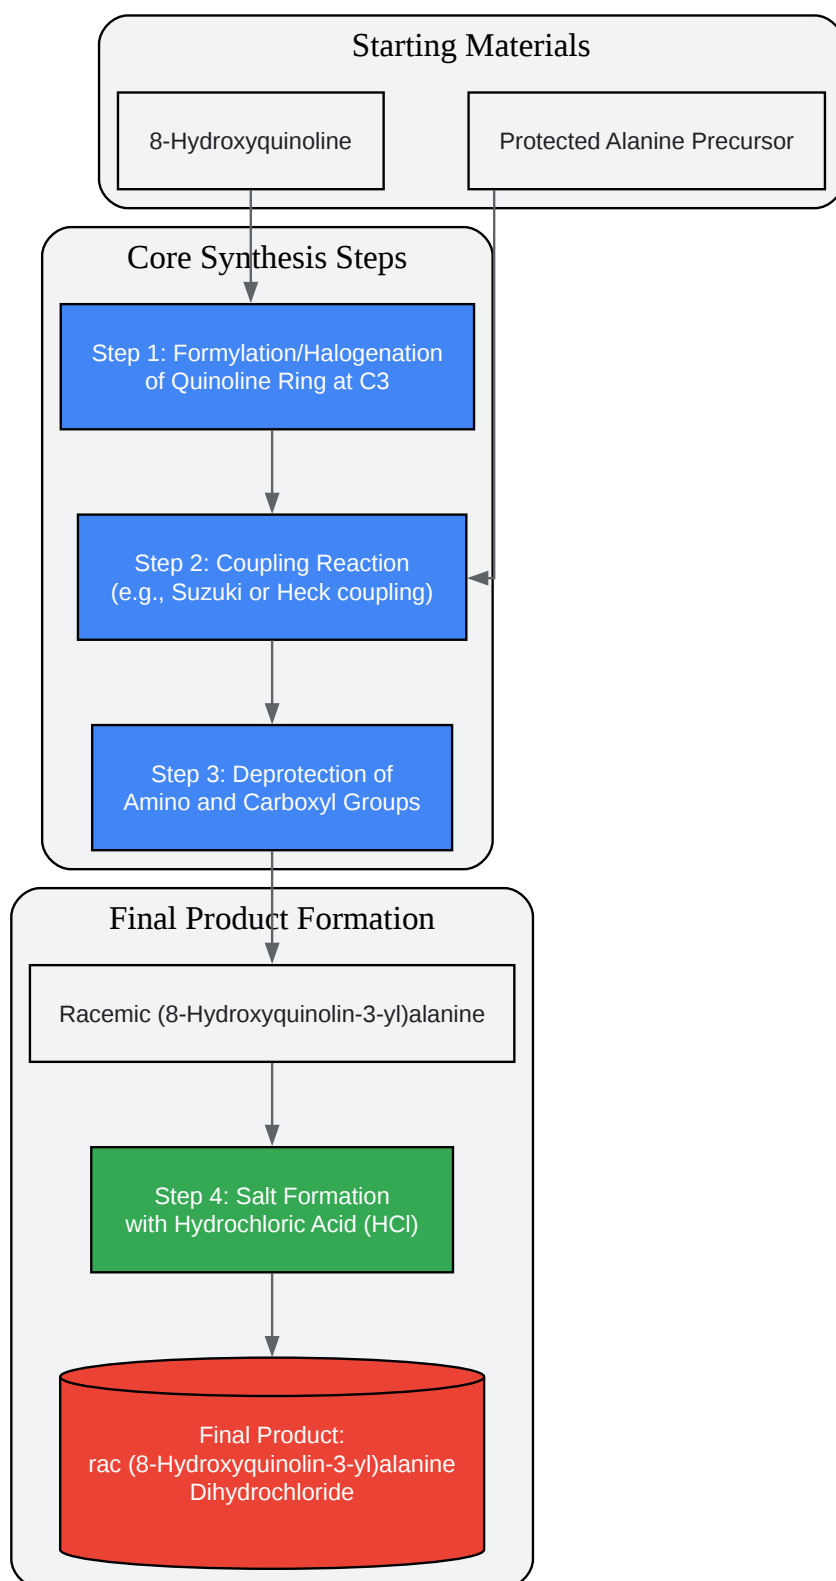 Starting Materials
8-Hydroxyquinoline
Protected Alanine Precursor
Core Synthesis Steps
Step 1: Formylation/Halogenation
of Quinoline Ring at C3
Step 2: Coupling Reaction
(e.g., Suzuki or Heck coupling)
Step 3: Deprotection of
Amino and Carboxyl Groups
Final Product Formation
Racemic (8-Hydroxyquinolin-3-yl)alanine
Step 4: Salt Formation
with Hydrochloric Acid (HCl)
Final Product:
rac (8-Hydroxyquinolin-3-yl)alanine
Dihydrochloride